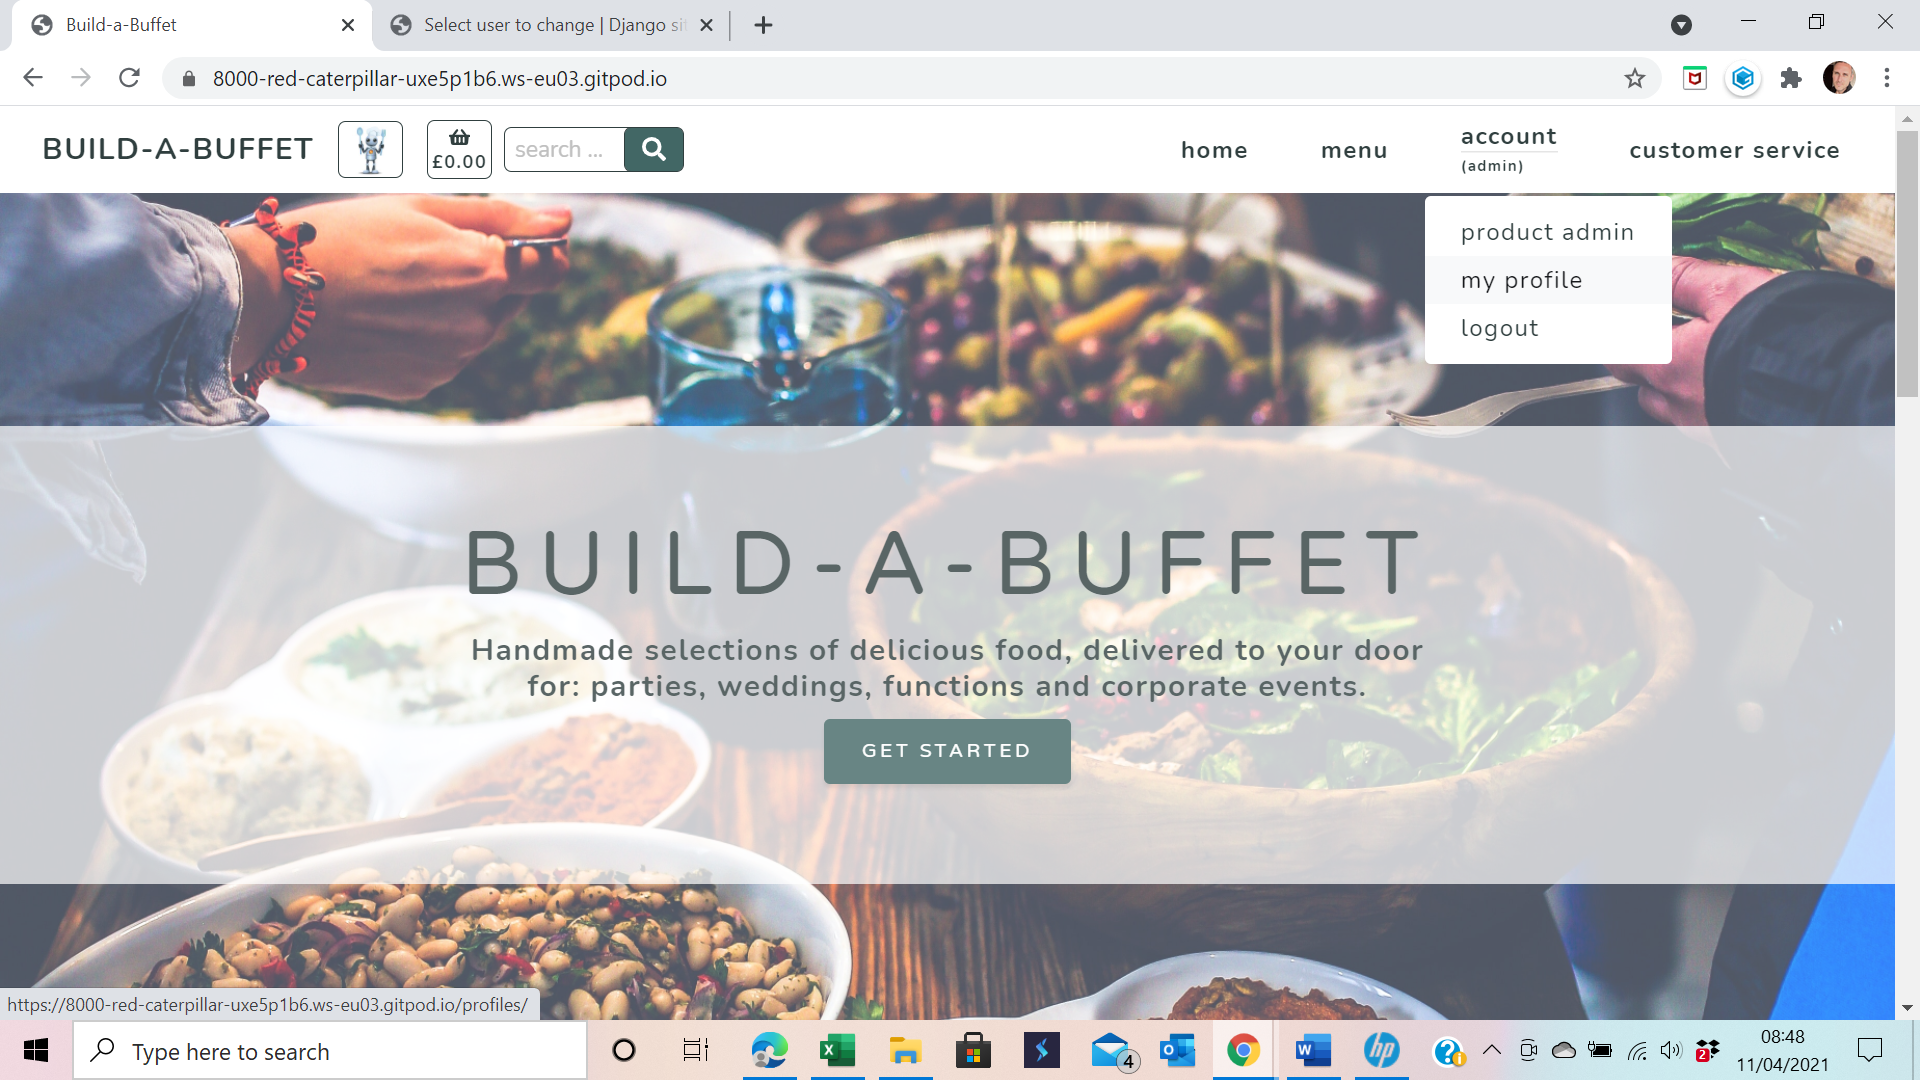 Build-a-Buffet
Select user to change | Django si
8000-red-caterpillar-uxe5p1b6.ws-eu03.gitpod.io
BUILD-A-BUFFET
£0.00
search ...
home
menu
account
(admin)
customer service
product admin
my profile
logout
BUILD-A-BUFFET
Handmade selections of delicious food, delivered to your door
for: parties, weddings, functions and corporate events.
GET STARTED
https://8000-red-caterpillar-uxe5p1b6.ws-eu03.gitpod.io/profiles/
Type here to search
4
2
08:48
11/04/2021